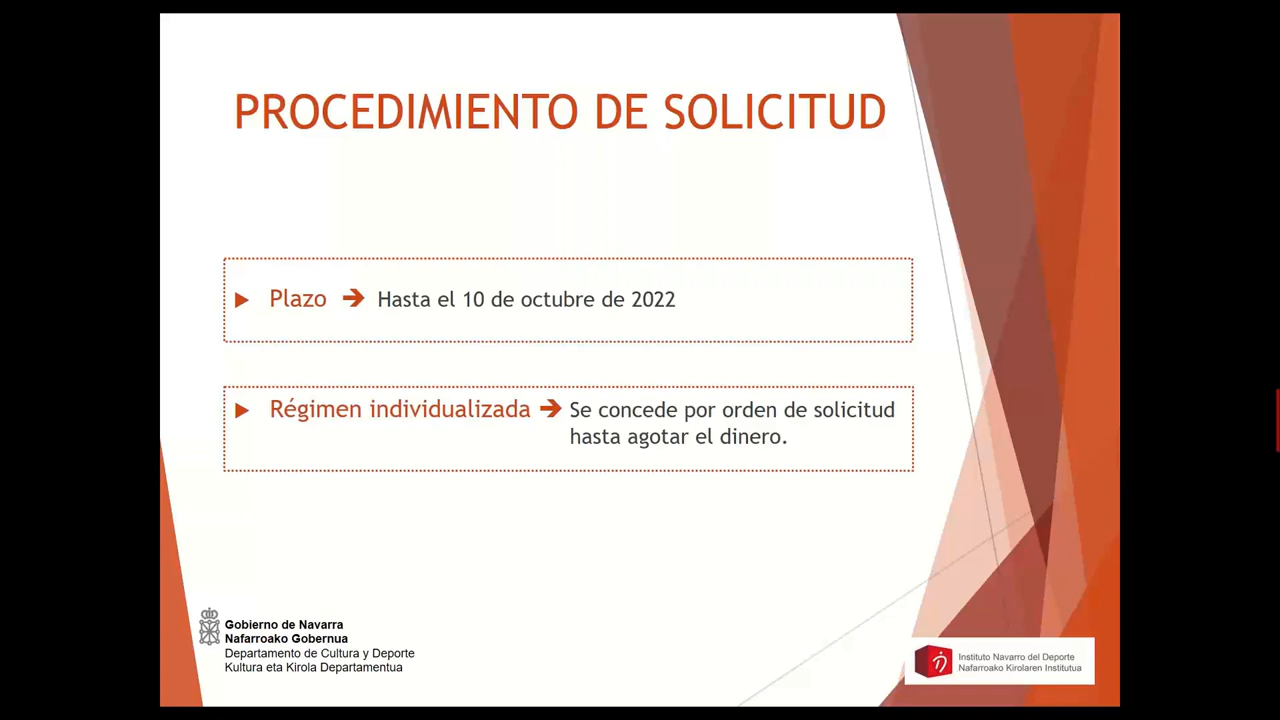 PROCEDIMIENTO DE SOLICITUD
Plazo ➔ Hasta el 10 de octubre de 2022
Régimen individualizada ➔ Se concede por orden de solicitud
hasta agotar el dinero.
Gobierno de Navarra
Nafarroako Gobernua
Departamento de Cultura y Deporte
Kultura eta Kirola Departamentua
Instituto Navarro del Deporte
Nafarroako Kirolaren Institutua